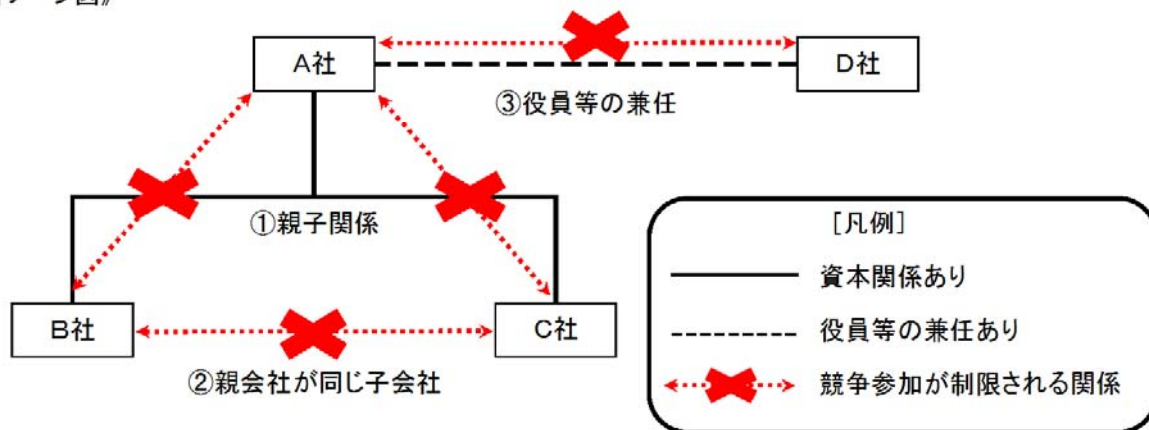 A社
D社
③役員等の兼任
①親子関係
B社
C社
②親会社が同じ子会社
[凡例]
資本関係あり
役員等の兼任あり
競争参加が制限される関係